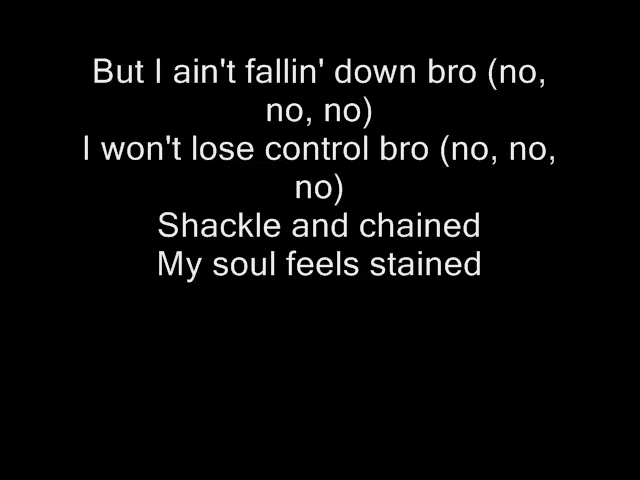 But I ain't fallin' down bro (no,
no, no)
I won't lose control bro (no, no,
no)
Shackle and chained
My soul feels stained